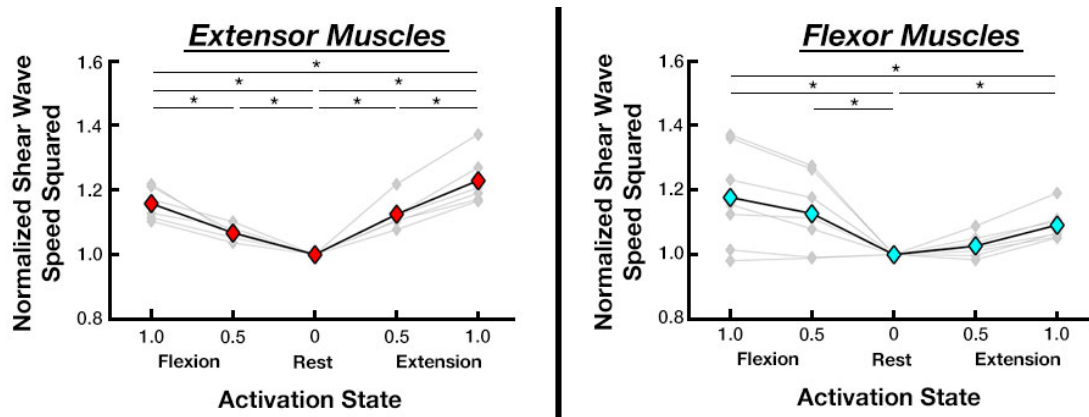 Extensor Muscles
Normalized Shear Wave
Speed Squared
1.6
1.4
1.2
1.0
0.8
*
* *
* * * *
1.0 0.5 0 0.5 1.0
Flexion Rest Extension
Activation State
Flexor Muscles
Normalized Shear Wave
Speed Squared
1.6
1.4
1.2
1.0
0.8
*
* *
*
1.0 0.5 0 0.5 1.0
Flexion Rest Extension
Activation State